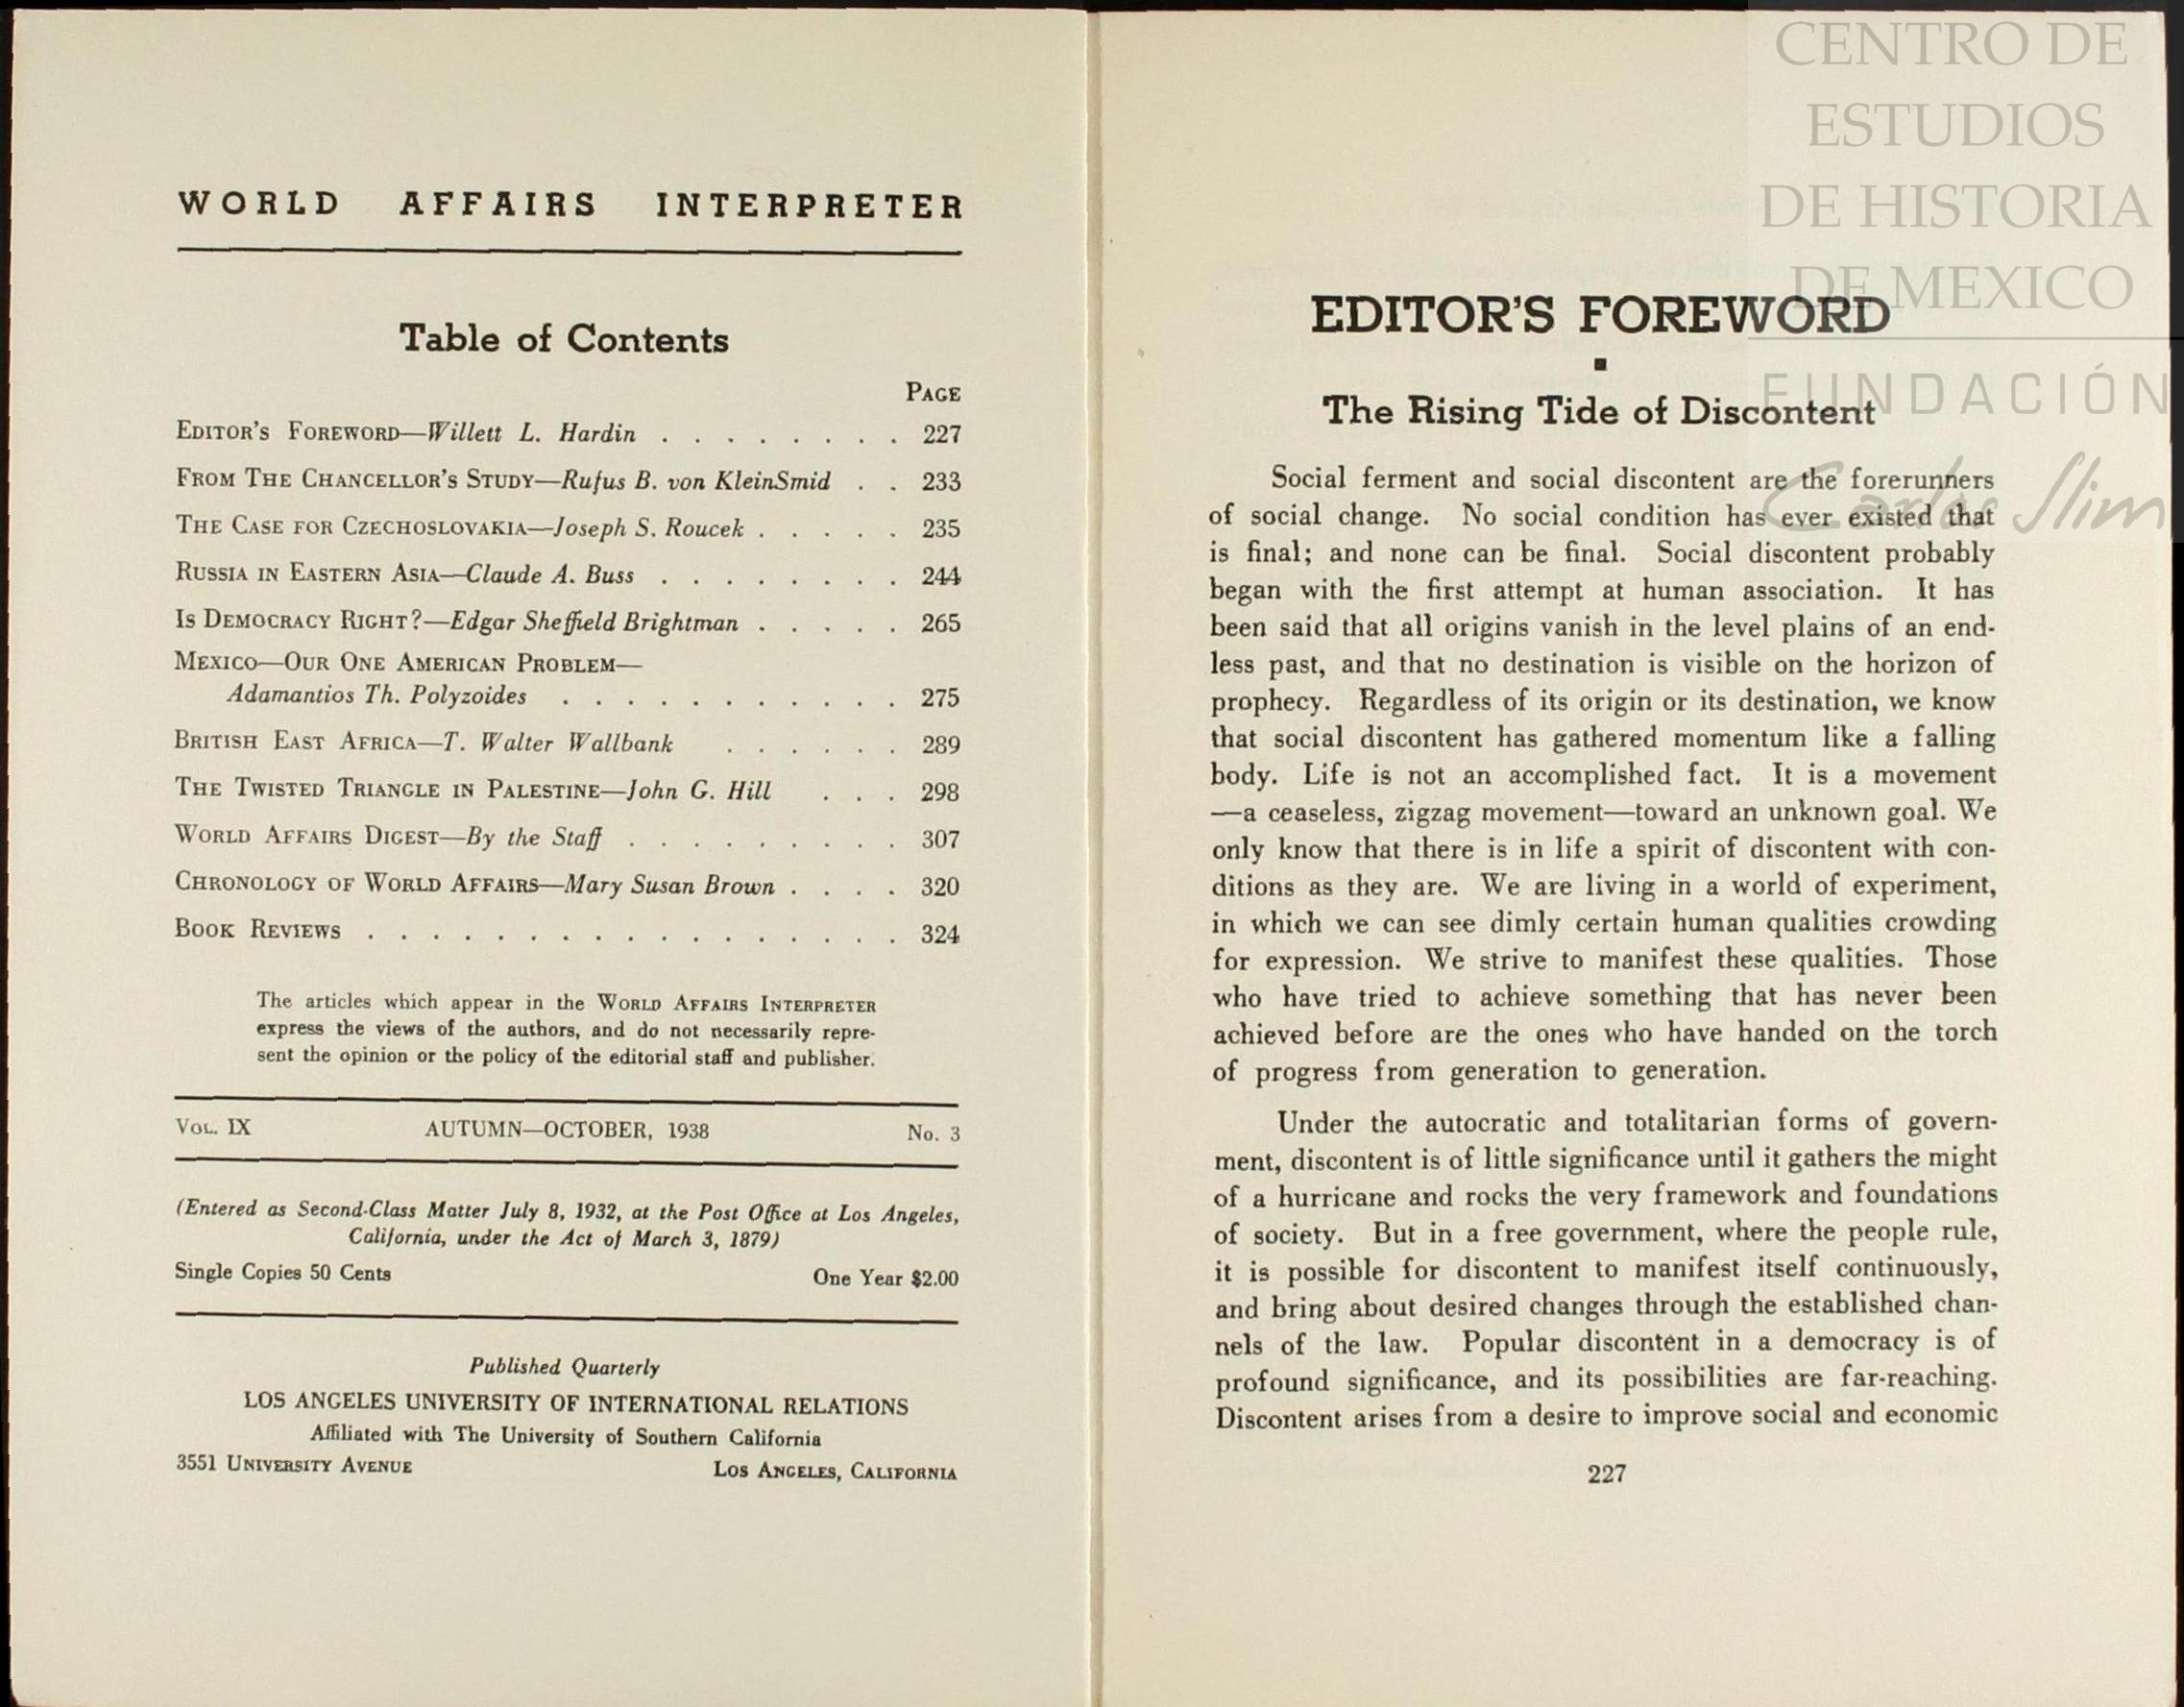 WORLD AFFAIRS INTERPRETER
Table of Contents
PAGE
EDITOR'S FOREWORD—Willett L. Hardin . . . . . . . . 227
FROM THE CHANCELLOR'S STUDY—Rufus B. von KleinSmid . . 233
THE CASE FOR CZECHOSLOVAKIA—Joseph S. Roucek . . . . . 235
RUSSIA IN EASTERN ASIA—Claude A. Buss . . . . . . . . 244
IS DEMOCRACY RIGHT?—Edgar Sheffield Brightman . . . . . 265
MEXICO—OUR ONE AMERICAN PROBLEM—
Adamantios Th. Polyzoides . . . . . . . . . . . 275
BRITISH EAST AFRICA—T. Walter Wallbank . . . . . . 289
THE TWISTED TRIANGLE IN PALESTINE—John G. Hill . . . 298
WORLD AFFAIRS DIGEST—By the Staff . . . . . . . . . 307
CHRONOLOGY OF WORLD AFFAIRS—Mary Susan Brown . . . . 320
BOOK REVIEWS . . . . . . . . . . . . . . . . . 324
The articles which appear in the WORLD AFFAIRS INTERPRETER
express the views of the authors, and do not necessarily repre-
sent the opinion or the policy of the editorial staff and publisher.
VOL. IX AUTUMN—OCTOBER, 1938 No. 3
(Entered as Second-Class Matter July 8, 1932, at the Post Office at Los Angeles,
California, under the Act of March 3, 1879)
Single Copies 50 Cents One Year $2.00
Published Quarterly
LOS ANGELES UNIVERSITY OF INTERNATIONAL RELATIONS
Affiliated with The University of Southern California
3551 UNIVERSITY AVENUE LOS ANGELES, CALIFORNIA
CENTRO DE
ESTUDIOS
DE HISTORIA
DE MEXICO
FUNDACIÓN
Carlos Slim
EDITOR'S FOREWORD
The Rising Tide of Discontent
Social ferment and social discontent are the forerunners
of social change. No social condition has ever existed that
is final; and none can be final. Social discontent probably
began with the first attempt at human association. It has
been said that all origins vanish in the level plains of an end-
less past, and that no destination is visible on the horizon of
prophecy. Regardless of its origin or its destination, we know
that social discontent has gathered momentum like a falling
body. Life is not an accomplished fact. It is a movement
—a ceaseless, zigzag movement—toward an unknown goal. We
only know that there is in life a spirit of discontent with con-
ditions as they are. We are living in a world of experiment,
in which we can see dimly certain human qualities crowding
for expression. We strive to manifest these qualities. Those
who have tried to achieve something that has never been
achieved before are the ones who have handed on the torch
of progress from generation to generation.
Under the autocratic and totalitarian forms of govern-
ment, discontent is of little significance until it gathers the might
of a hurricane and rocks the very framework and foundations
of society. But in a free government, where the people rule,
it is possible for discontent to manifest itself continuously,
and bring about desired changes through the established chan-
nels of the law. Popular discontent in a democracy is of
profound significance, and its possibilities are far-reaching.
Discontent arises from a desire to improve social and economic
227